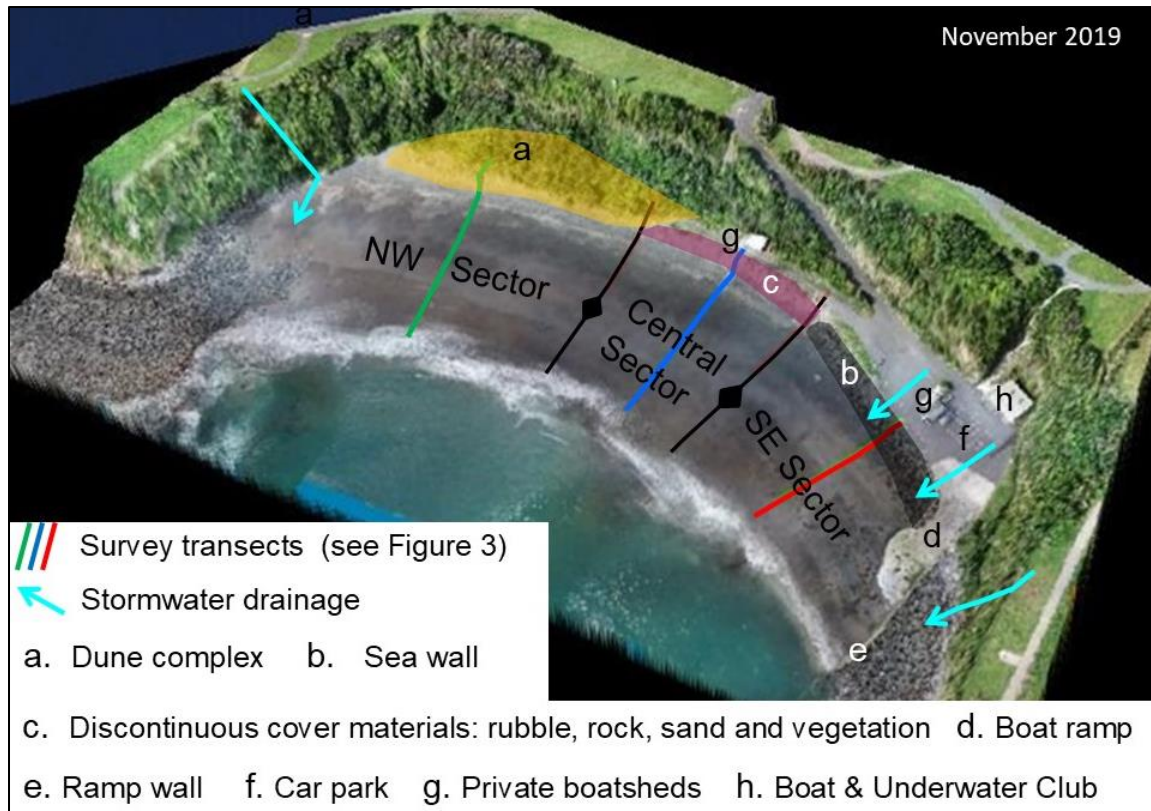 a
November 2019
a
g
NW Sector
c
Central
Sector
b
g
h
f
SE Sector
d
e
Survey transects (see Figure 3)
Stormwater drainage
a. Dune complex b. Sea wall
c. Discontinuous cover materials: rubble, rock, sand and vegetation d. Boat ramp
e. Ramp wall f. Car park g. Private boatsheds h. Boat & Underwater Club